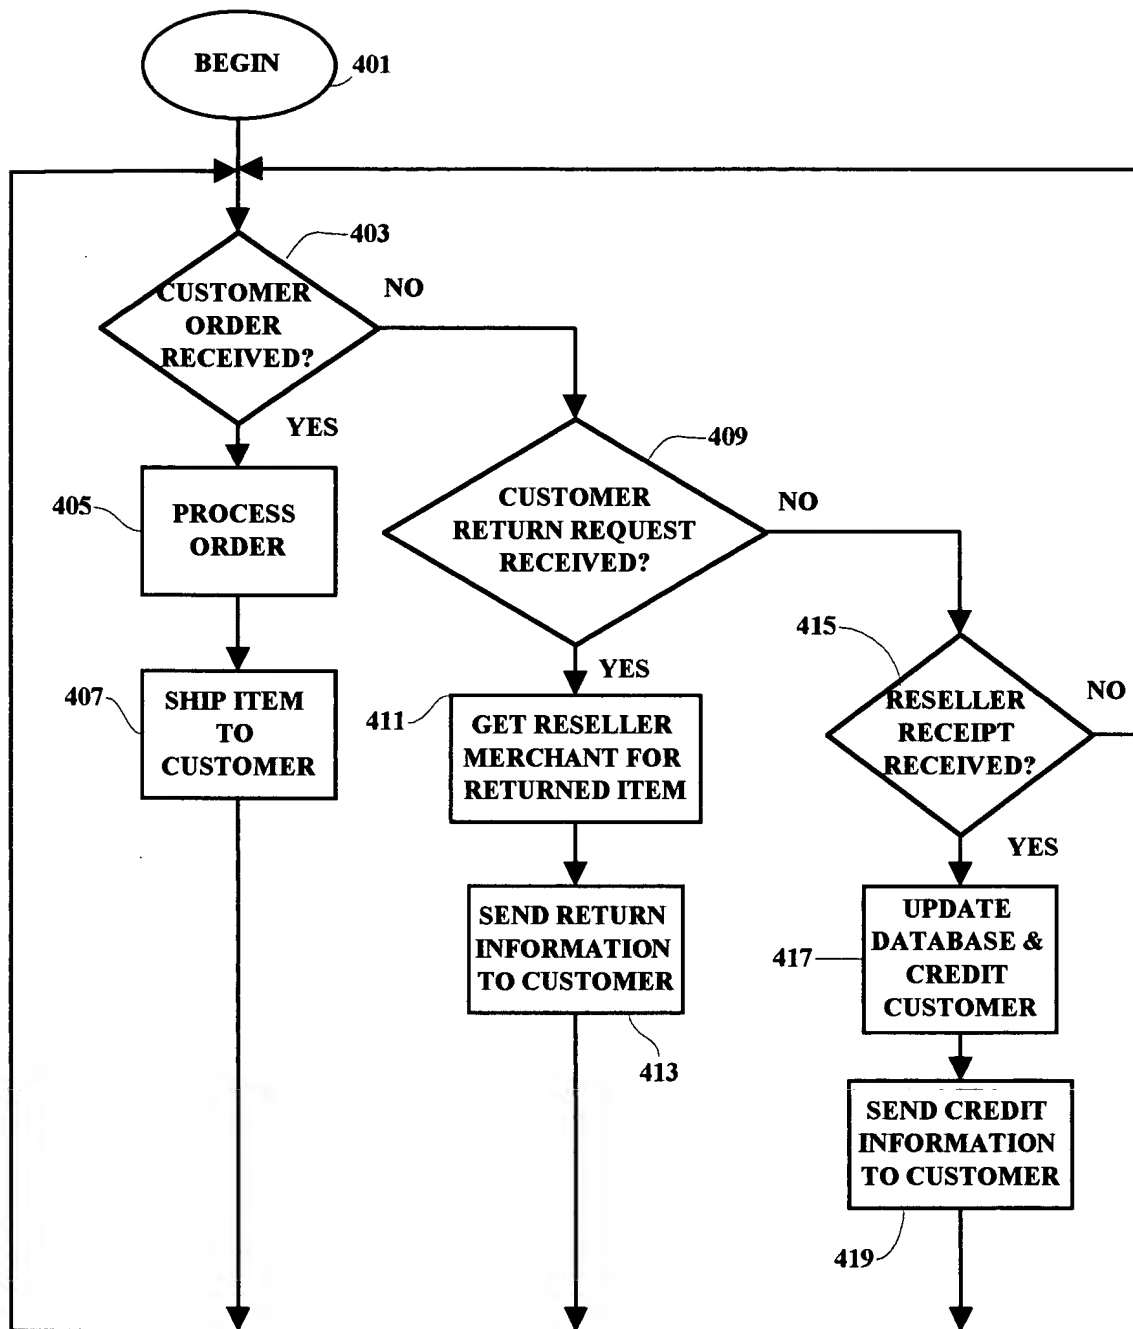 BEGIN
401
403
CUSTOMER
ORDER
RECEIVED?
NO
YES
405
PROCESS
ORDER
407
SHIP ITEM
TO
CUSTOMER
409
CUSTOMER
RETURN REQUEST
RECEIVED?
NO
YES
411
GET RESELLER
MERCHANT FOR
RETURNED ITEM
SEND RETURN
INFORMATION
TO CUSTOMER
413
415
RESELLER
RECEIPT
RECEIVED?
NO
YES
417
UPDATE
DATABASE &
CREDIT
CUSTOMER
SEND CREDIT
INFORMATION
TO CUSTOMER
419